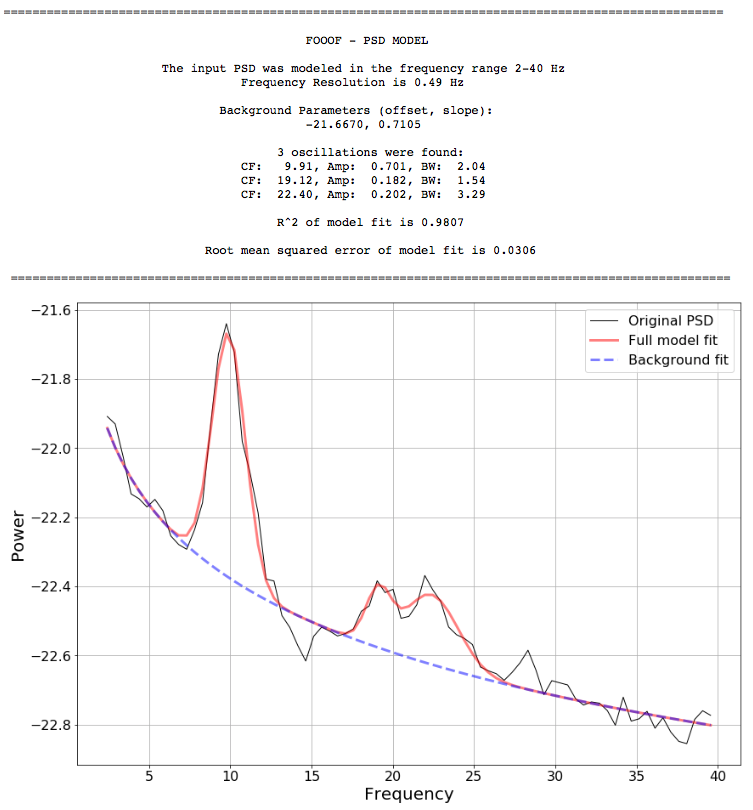 ==================================================================================================
FOOOF - PSD MODEL
The input PSD was modeled in the frequency range 2-40 Hz
Frequency Resolution is 0.49 Hz
Background Parameters (offset, slope):
-21.6670, 0.7105
3 oscillations were found:
CF:   9.91, Amp:  0.701, BW:  2.04
CF:  19.12, Amp:  0.182, BW:  1.54
CF:  22.40, Amp:  0.202, BW:  3.29
R^2 of model fit is 0.9807
Root mean squared error of model fit is 0.0306
==================================================================================================
−21.6
−21.8
−22.0
−22.2
−22.4
−22.6
−22.8
Power
Original PSD
Full model fit
Background fit
5 10 15 20 25 30 35 40
Frequency